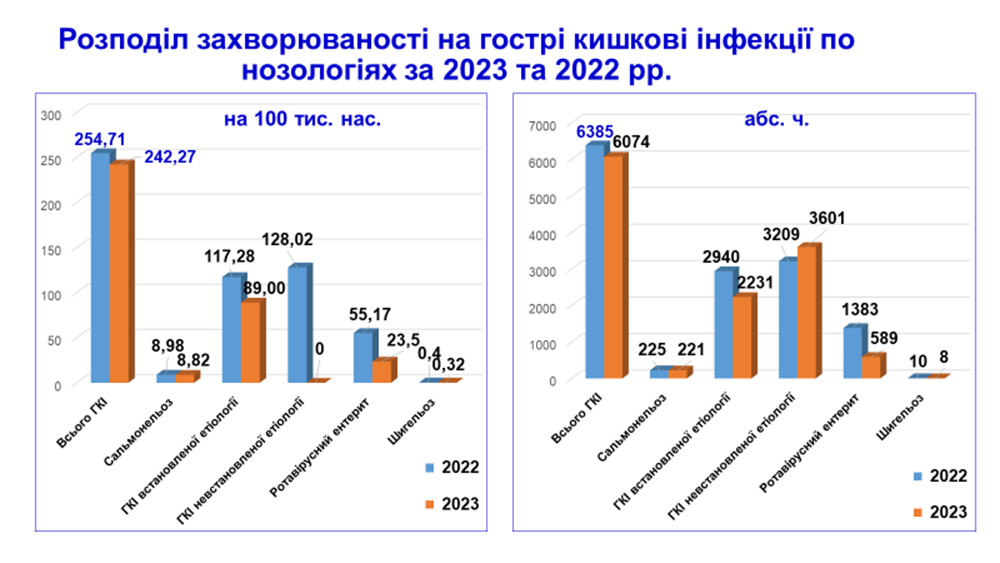 Розподіл захворюваності на гострі кишкові інфекції по
нозологіях за 2023 та 2022 рр.
на 100 тис. нас.
300
250
200
150
100
50
0
254,71
242,27
8,98
8,82
117,28
89,00
128,02
0
55,17
23,5
0,4
0,32
Всього ГКІ
Сальмонельоз
ГКІ встановленої етіології
ГКІ невстановленої етіології
Ротавірусний ентерит
Шигельоз
2022
2023
абс. ч.
7000
6000
5000
4000
3000
2000
1000
0
6385
6074
225
221
2940
2231
3209
3601
1383
589
10
8
Всього ГКІ
Сальмонельоз
ГКІ встановленої етіології
ГКІ невстановленої етіології
Ротавірусний ентерит
Шигельоз
2022
2023